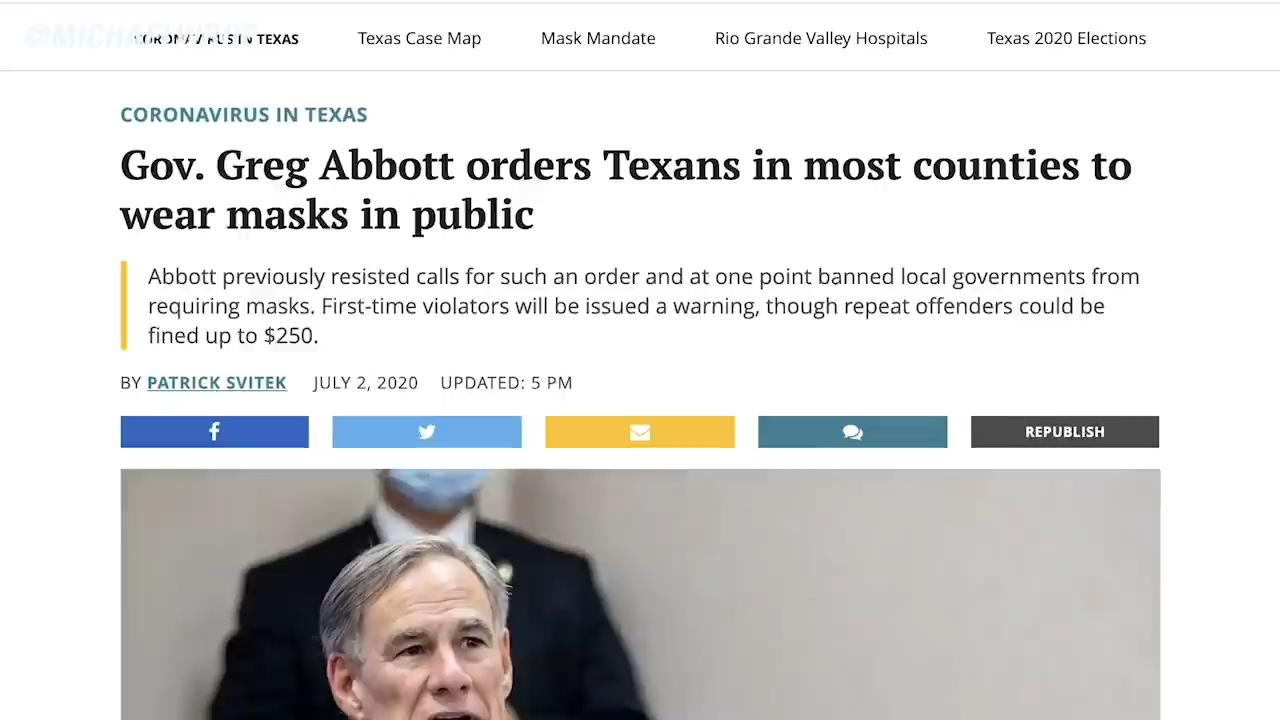 CORONAVIRUS IN TEXAS Texas Case Map Mask Mandate Rio Grande Valley Hospitals Texas 2020 Elections
CORONAVIRUS IN TEXAS
Gov. Greg Abbott orders Texans in most counties to
wear masks in public
Abbott previously resisted calls for such an order and at one point banned local governments from
requiring masks. First-time violators will be issued a warning, though repeat offenders could be
fined up to $250.
BY PATRICK SVITEK JULY 2, 2020 UPDATED: 5 PM
REPUBLISH